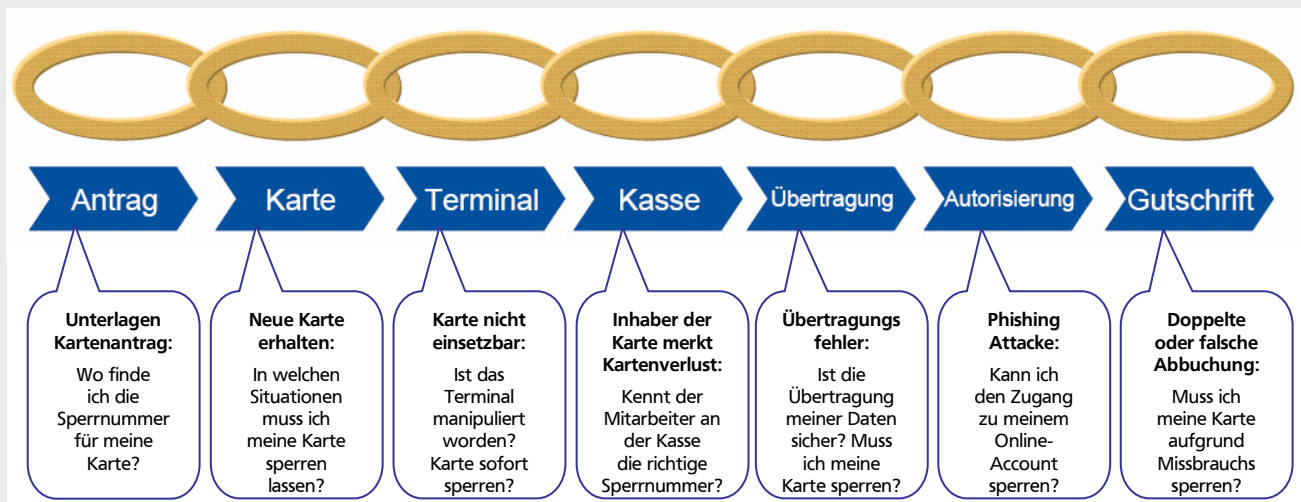 Antrag
Karte
Terminal
Kasse
Übertragung
Autorisierung
Gutschrift
Unterlagen
Kartenantrag:
Wo finde
ich die
Sperrnummer
für meine
Karte?
Neue Karte
erhalten:
In welchen
Situationen
muss ich
meine Karte
sperren
lassen?
Karte nicht
einsetzbar:
Ist das
Terminal
manipuliert
worden?
Karte sofort
sperren?
Inhaber der
Karte merkt
Kartenverlust:
Kennt der
Mitarbeiter an
der Kasse
die richtige
Sperrnummer?
Übertragungs
fehler:
Ist die
Übertragung
meiner Daten
sicher? Muss
ich meine
Karte sperren?
Phishing
Attacke:
Kann ich
den Zugang
zu meinem
Online-
Account
sperren?
Doppelte
oder falsche
Abbuchung:
Muss ich
meine Karte
aufgrund
Missbrauchs
sperren?